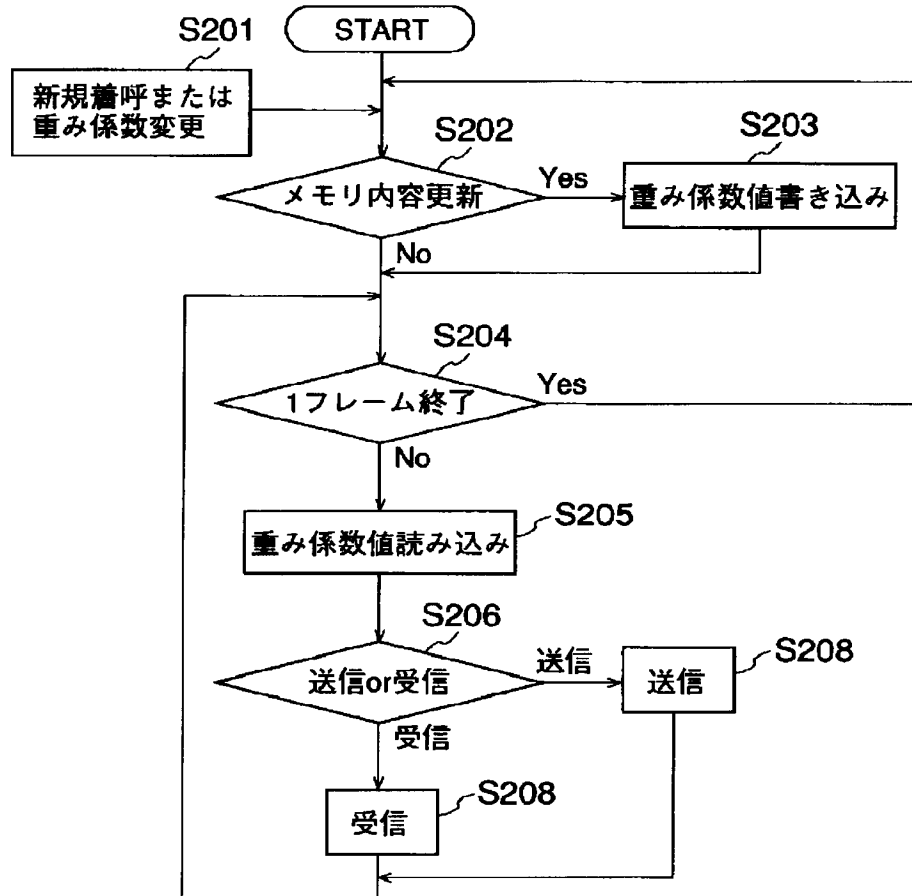 START
S201
新規着呼または
重み係数変更
S202
メモリ内容更新
Yes
No
S203
重み係数値書き込み
S204
1フレーム終了
Yes
No
S205
重み係数値読み込み
S206
送信or受信
送信
受信
S208
送信
S208
受信